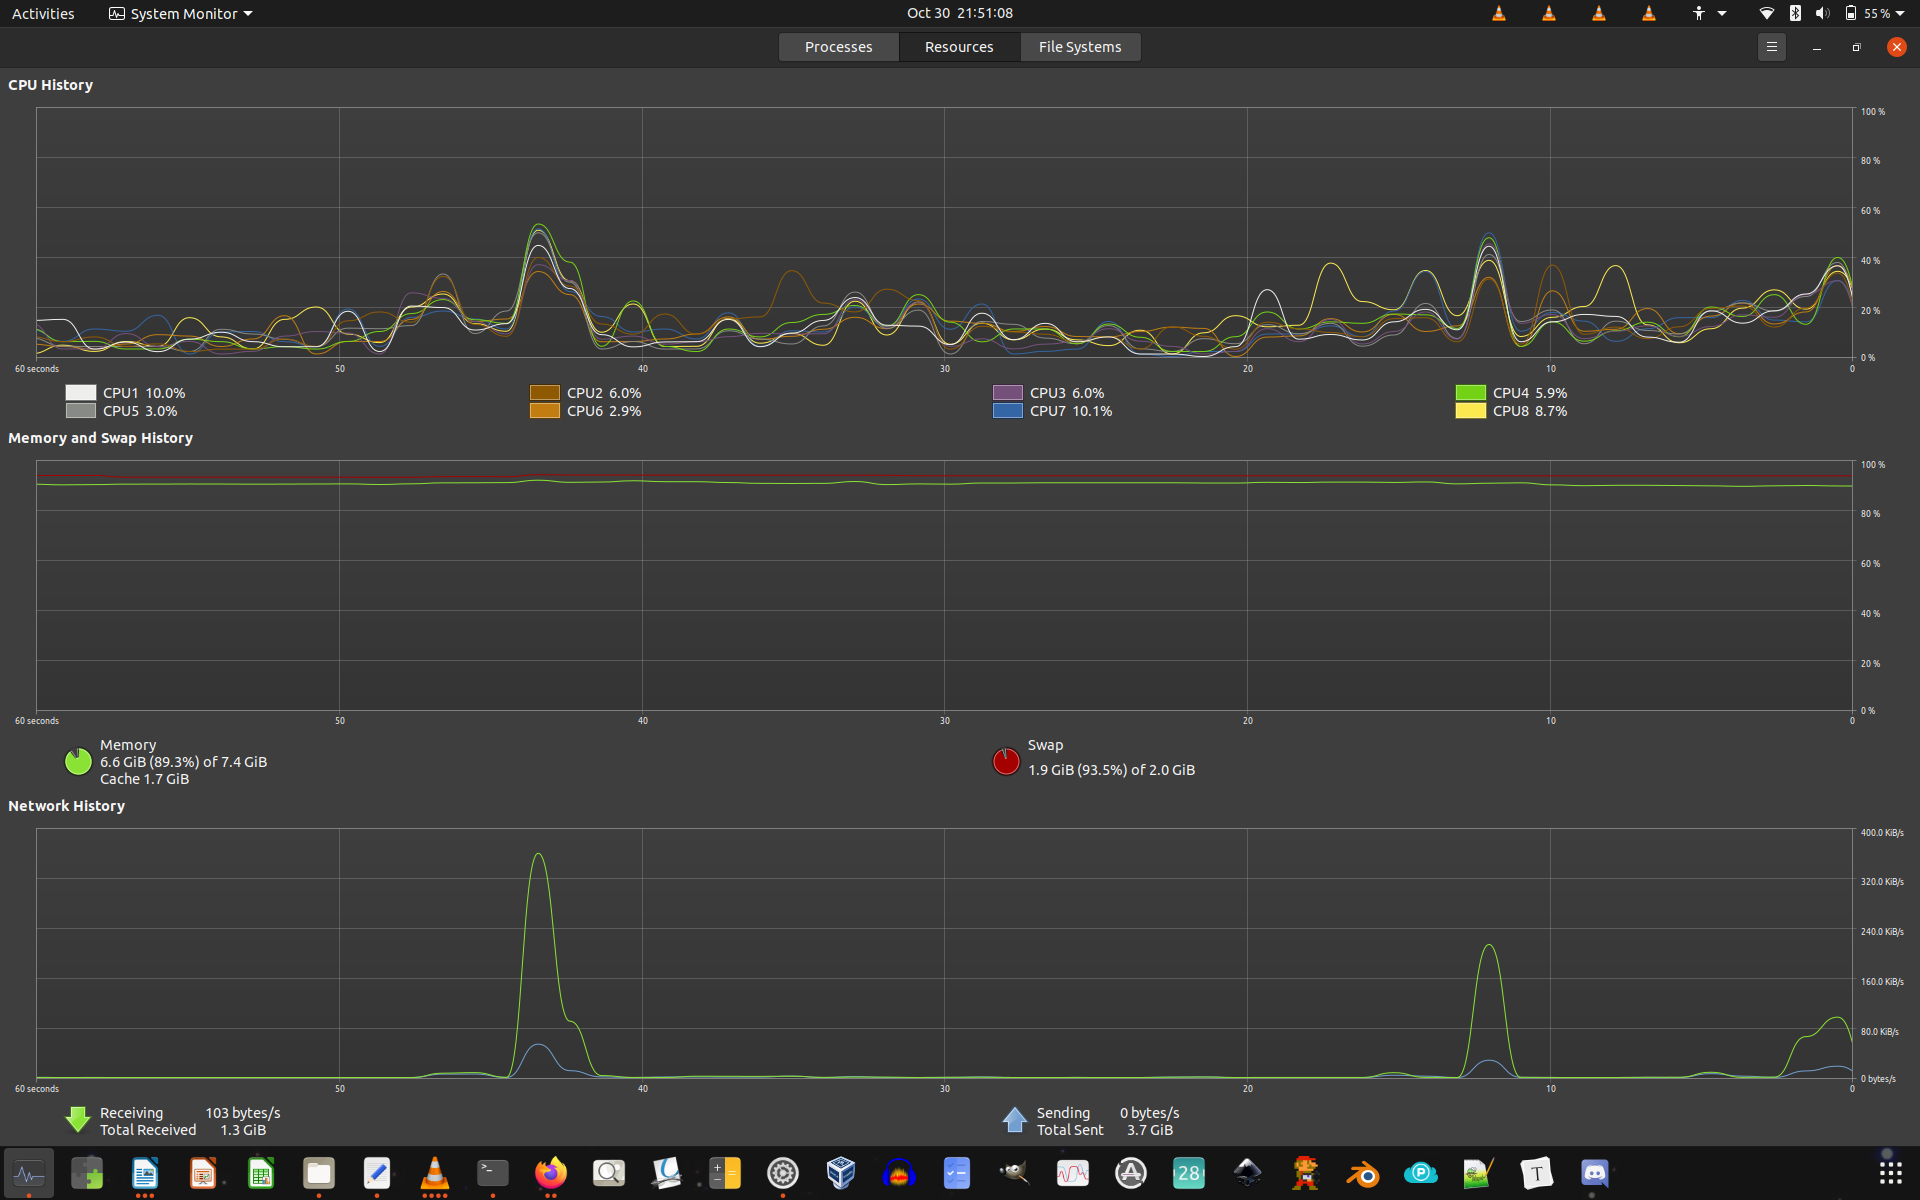 Activities System Monitor Oct 30 21:51:08 55 %
Processes Resources File Systems
CPU History
100 %
80 %
60 %
40 %
20 %
0 %
60 seconds 50 40 30 20 10 0
CPU1 10.0% CPU2 6.0% CPU3 6.0% CPU4 5.9%
CPU5 3.0% CPU6 2.9% CPU7 10.1% CPU8 8.7%
Memory and Swap History
100 %
80 %
60 %
40 %
20 %
0 %
60 seconds 50 40 30 20 10 0
Memory
6.6 GiB (89.3%) of 7.4 GiB
Cache 1.7 GiB
Swap
1.9 GiB (93.5%) of 2.0 GiB
Network History
400.0 KiB/s
320.0 KiB/s
240.0 KiB/s
160.0 KiB/s
80.0 KiB/s
0 bytes/s
60 seconds 50 40 30 20 10 0
Receiving 103 bytes/s
Total Received 1.3 GiB
Sending 0 bytes/s
Total Sent 3.7 GiB
28
T